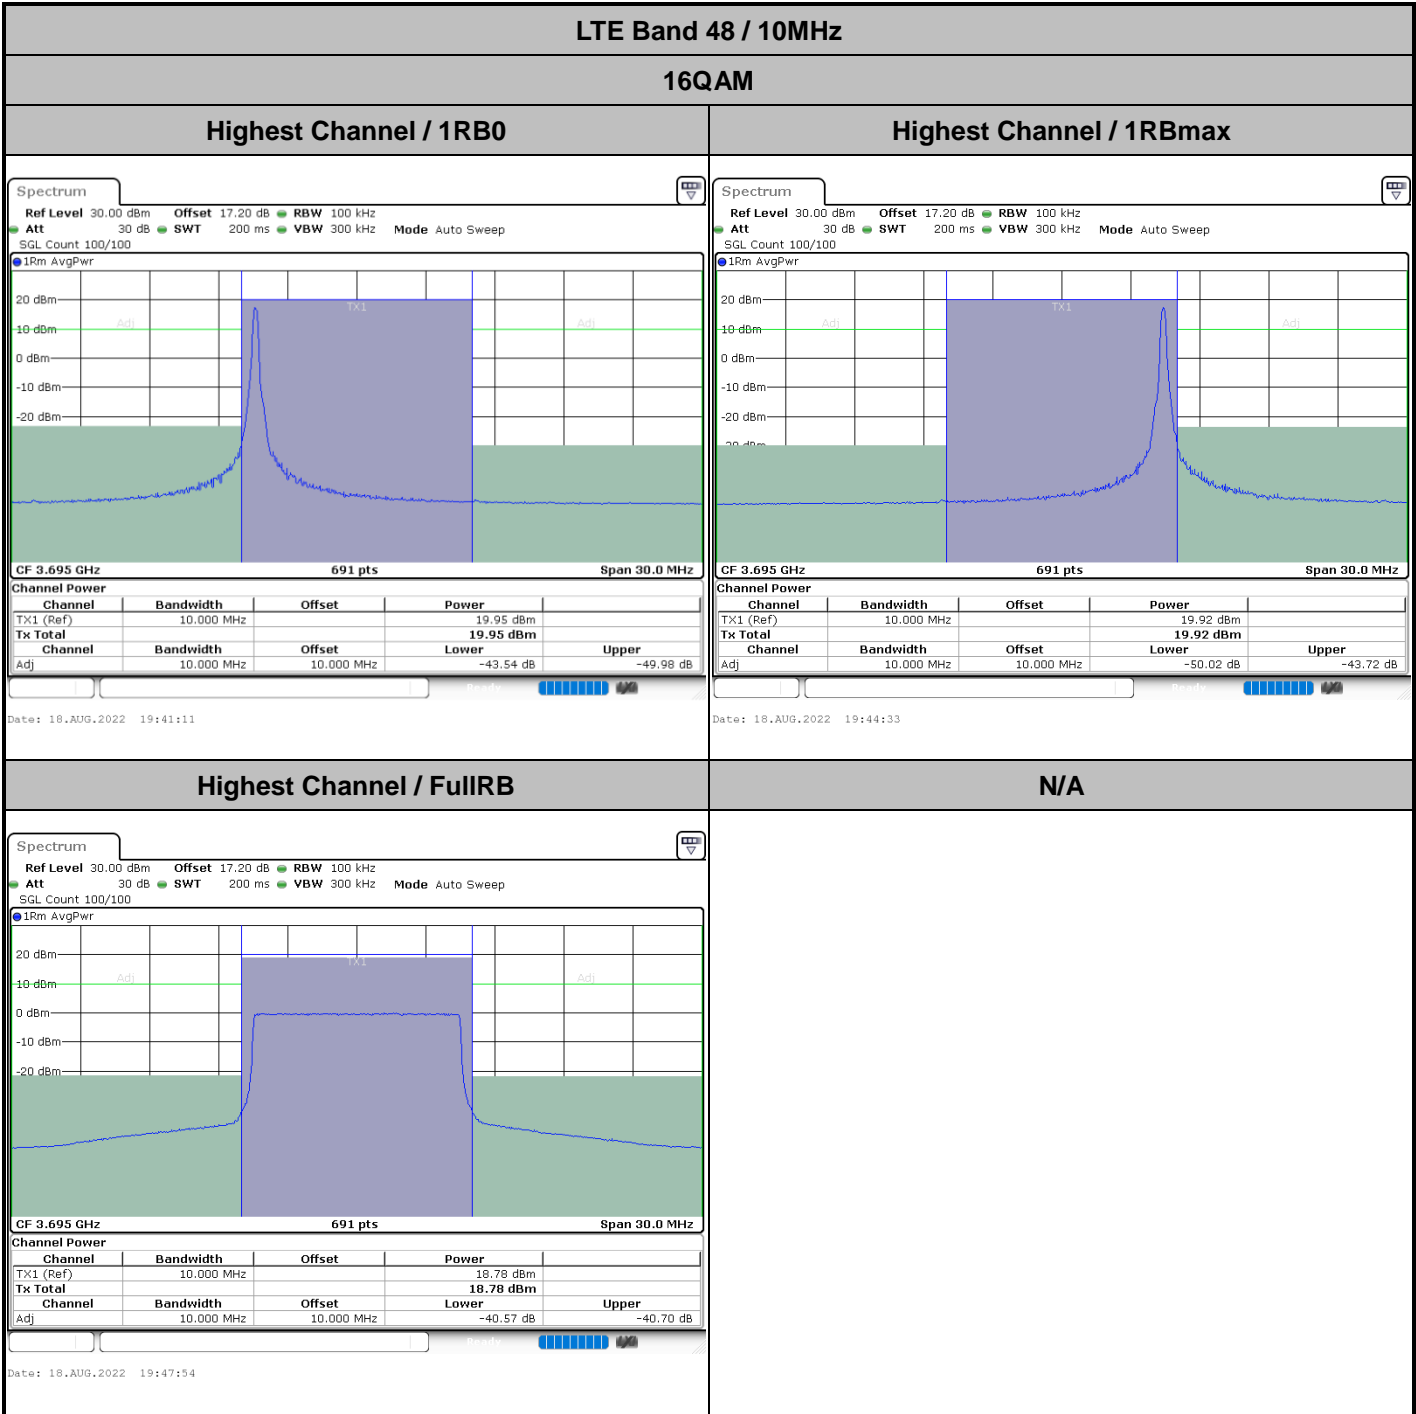 LTE Band 48 / 10MHz
16QAM
Highest Channel / 1RB0
Highest Channel / 1RBmax
Spectrum
Ref Level 30.00 dBm Offset 17.20 dB RBW 100 kHz
Att 30 dB SWT 200 ms VBW 300 kHz Mode Auto Sweep
SGL Count 100/100
1Rm AvgPwr
TX1
20 dBm
Adj
Adj
10 dBm
0 dBm
-10 dBm
-20 dBm
CF 3.695 GHz 691 pts Span 30.0 MHz
Channel Power
Channel Bandwidth Offset Power
TX1 (Ref) 10.000 MHz 19.95 dBm
Tx Total 19.95 dBm
Channel Bandwidth Offset Lower Upper
Adj 10.000 MHz 10.000 MHz -43.54 dB -49.98 dB
Ready
Date: 18.AUG.2022 19:41:11
Spectrum
Ref Level 30.00 dBm Offset 17.20 dB RBW 100 kHz
Att 30 dB SWT 200 ms VBW 300 kHz Mode Auto Sweep
SGL Count 100/100
1Rm AvgPwr
TX1
20 dBm
Adj
Adj
10 dBm
0 dBm
-10 dBm
-20 dBm
-30 dBm
CF 3.695 GHz 691 pts Span 30.0 MHz
Channel Power
Channel Bandwidth Offset Power
TX1 (Ref) 10.000 MHz 19.92 dBm
Tx Total 19.92 dBm
Channel Bandwidth Offset Lower Upper
Adj 10.000 MHz 10.000 MHz -50.02 dB -43.72 dB
Ready
Date: 18.AUG.2022 19:44:33
Highest Channel / FullRB
N/A
Spectrum
Ref Level 30.00 dBm Offset 17.20 dB RBW 100 kHz
Att 30 dB SWT 200 ms VBW 300 kHz Mode Auto Sweep
SGL Count 100/100
1Rm AvgPwr
20 dBm
TX1
Adj
Adj
10 dBm
0 dBm
-10 dBm
-20 dBm
CF 3.695 GHz 691 pts Span 30.0 MHz
Channel Power
Channel Bandwidth Offset Power
TX1 (Ref) 10.000 MHz 18.78 dBm
Tx Total 18.78 dBm
Channel Bandwidth Offset Lower Upper
Adj 10.000 MHz 10.000 MHz -40.57 dB -40.70 dB
Ready
Date: 18.AUG.2022 19:47:54